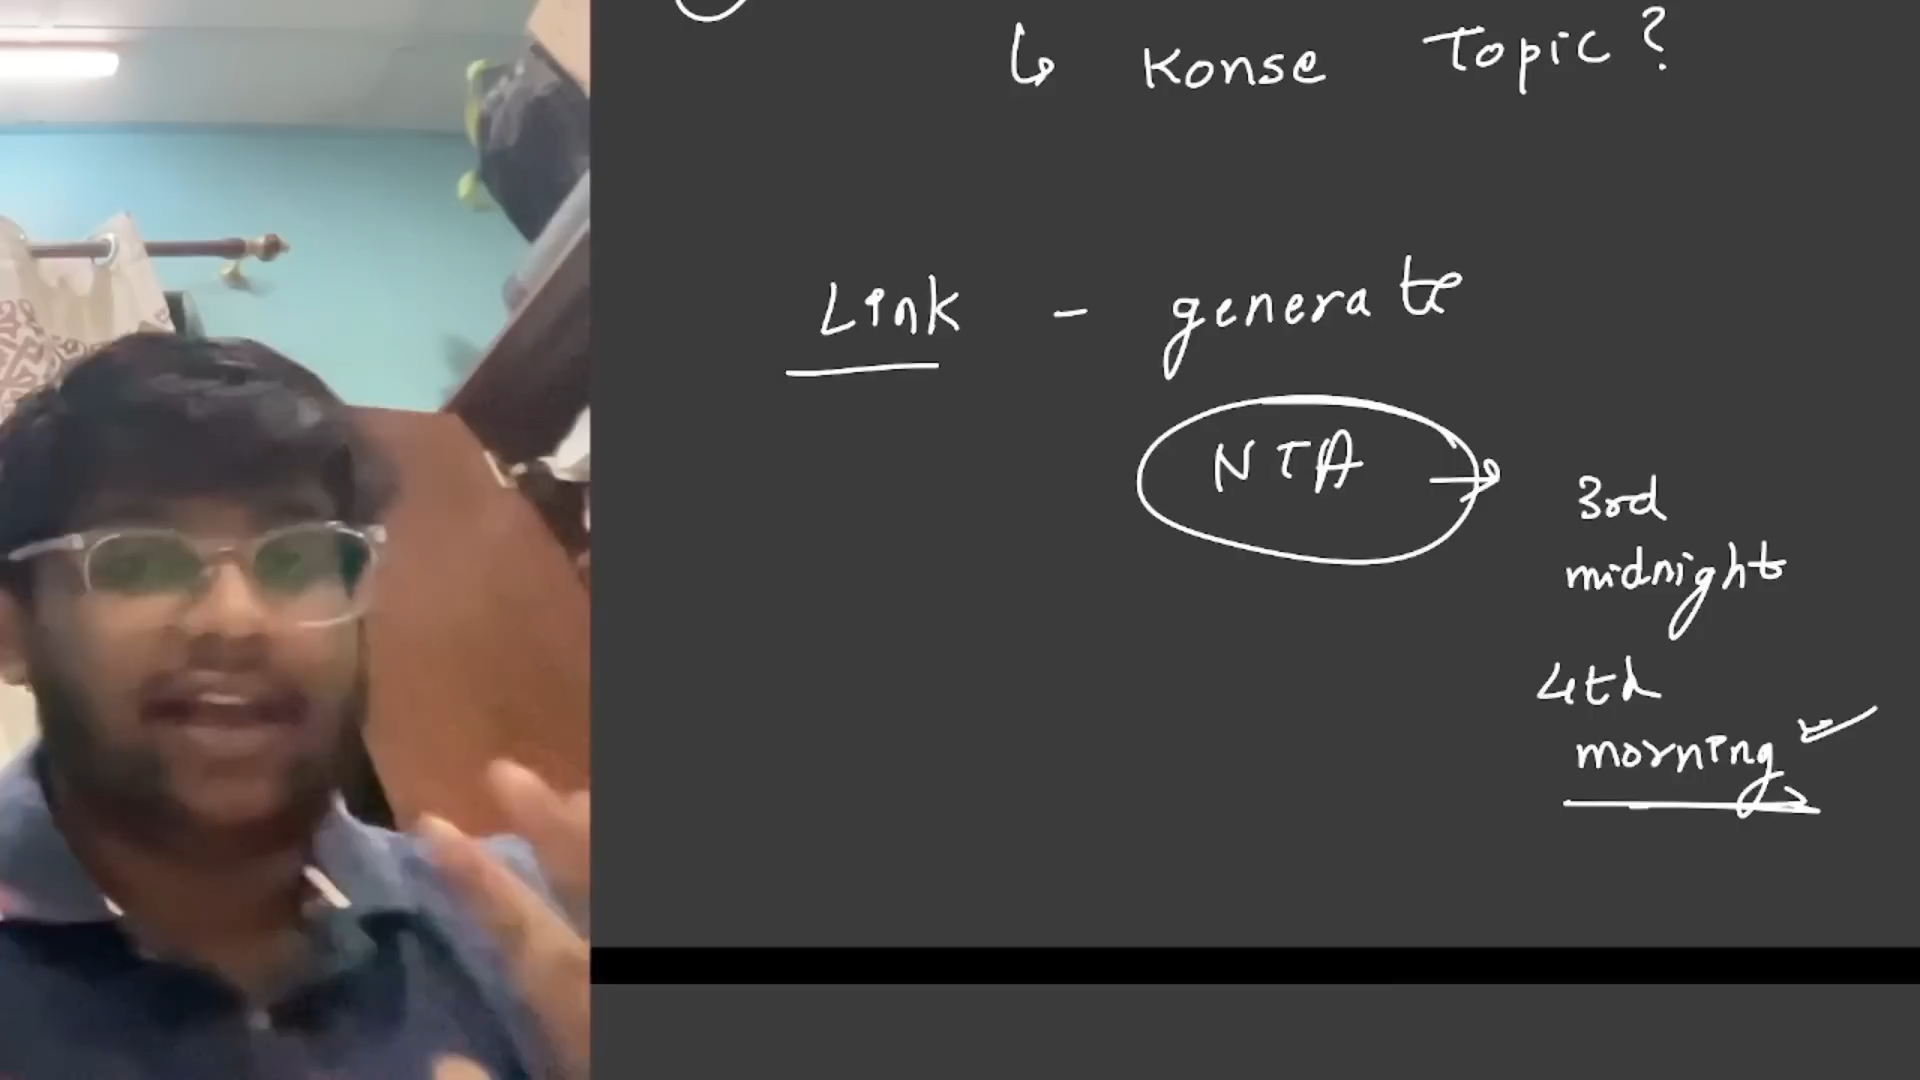 ↳ Konse Topic?
Link - generate
NTA →
3rd
midnight
4th
morning